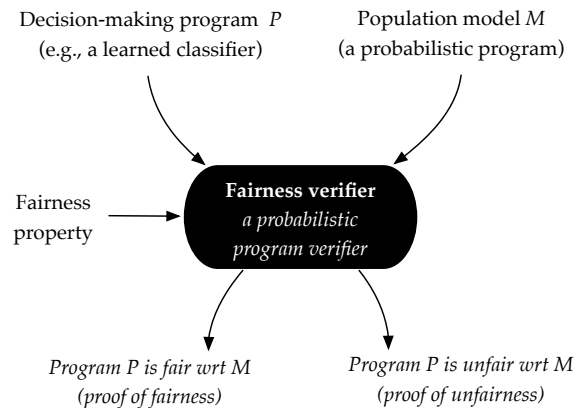 Decision-making program P
(e.g., a learned classifier)
Population model M
(a probabilistic program)
Fairness
property
Fairness verifier
a probabilistic
program verifier
Program P is fair wrt M
(proof of fairness)
Program P is unfair wrt M
(proof of unfairness)